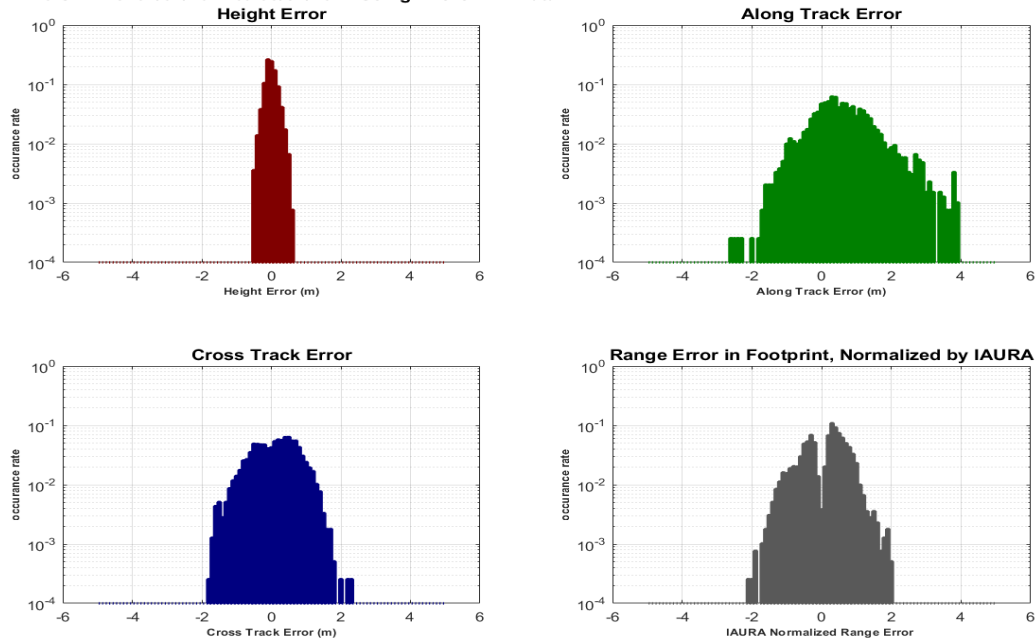 Height Error
10^0
10^-1
10^-2
10^-3
10^-4
occurance rate
-6 -4 -2 0 2 4 6
Height Error (m)
Along Track Error
10^0
10^-1
10^-2
10^-3
10^-4
occurance rate
-6 -4 -2 0 2 4 6
Along Track Error (m)
Cross Track Error
10^0
10^-1
10^-2
10^-3
10^-4
occurance rate
-6 -4 -2 0 2 4 6
Cross Track Error (m)
Range Error in Footprint, Normalized by IAURA
10^0
10^-1
10^-2
10^-3
10^-4
occurance rate
-6 -4 -2 0 2 4 6
IAURA Normalized Range Error